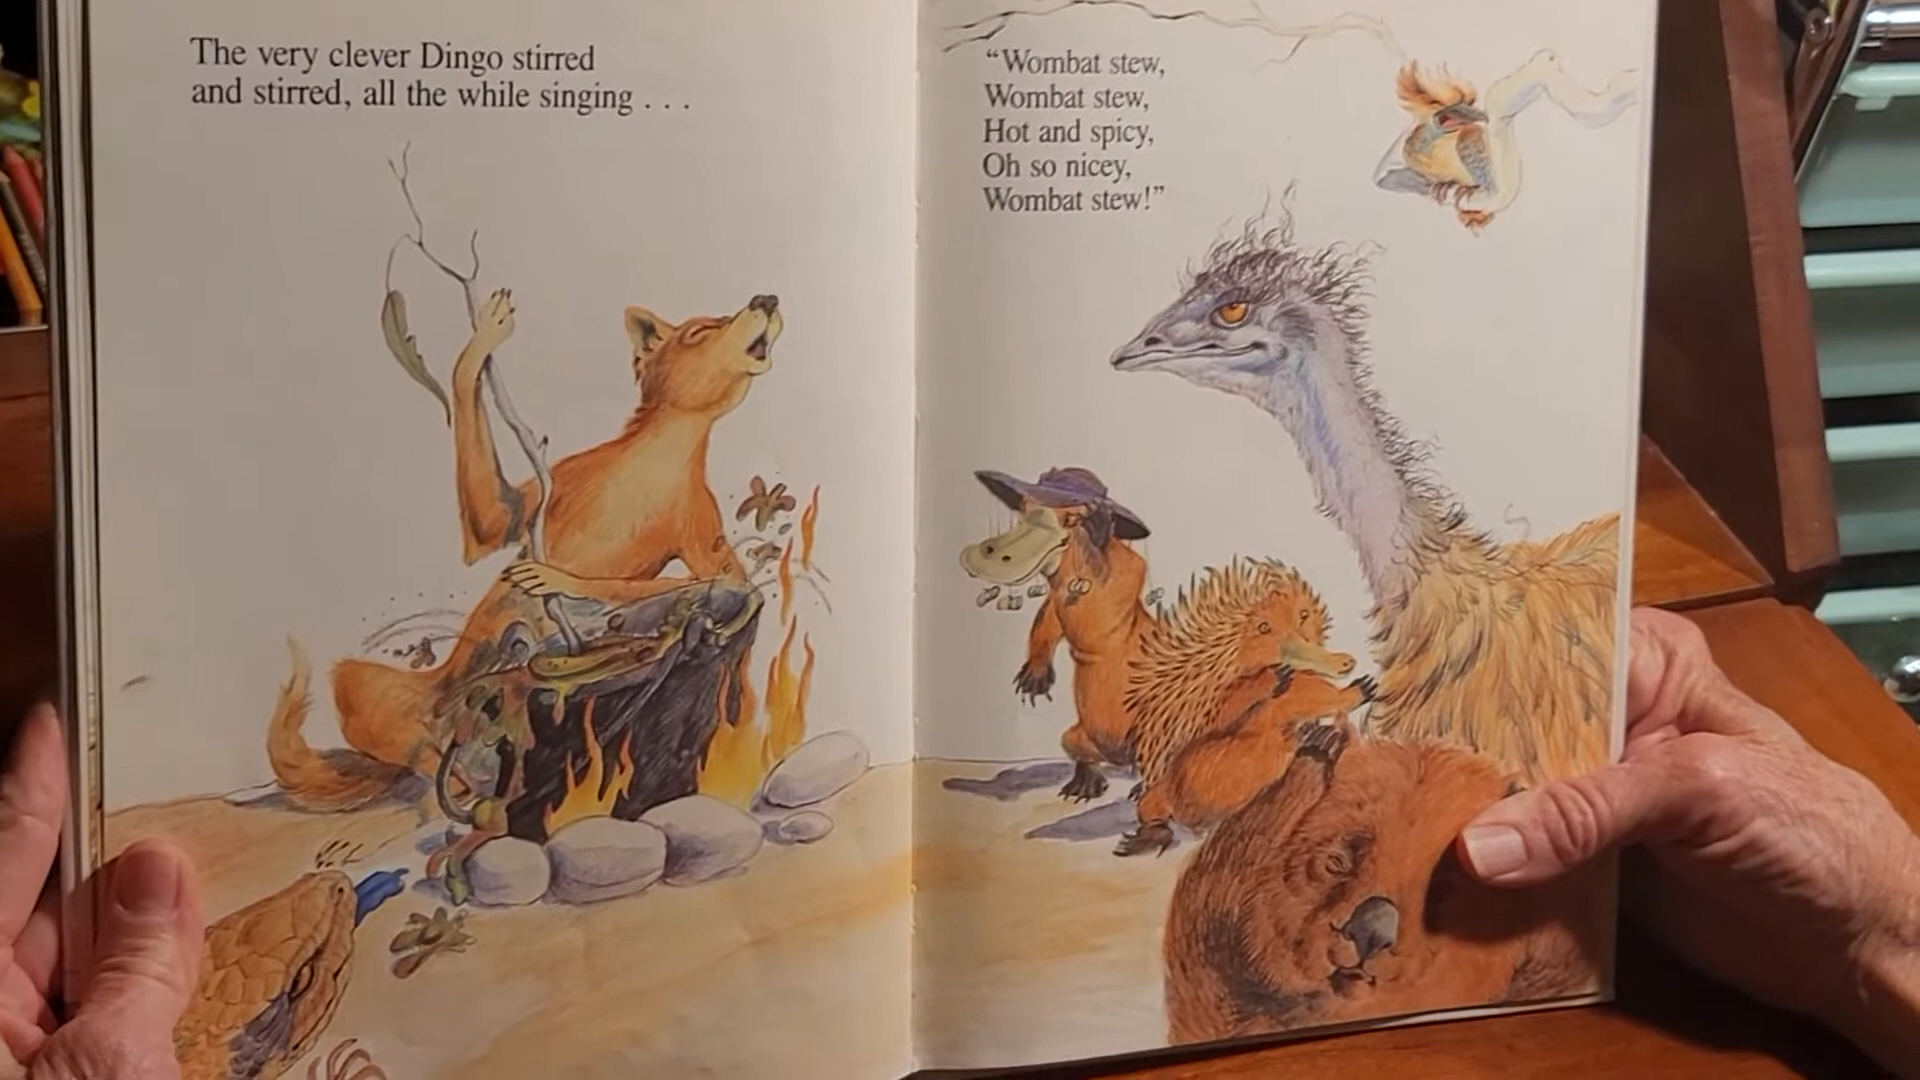 The very clever Dingo stirred
and stirred, all the while singing . . .
“Wombat stew,
Wombat stew,
Hot and spicy,
Oh so nicey,
Wombat stew!”